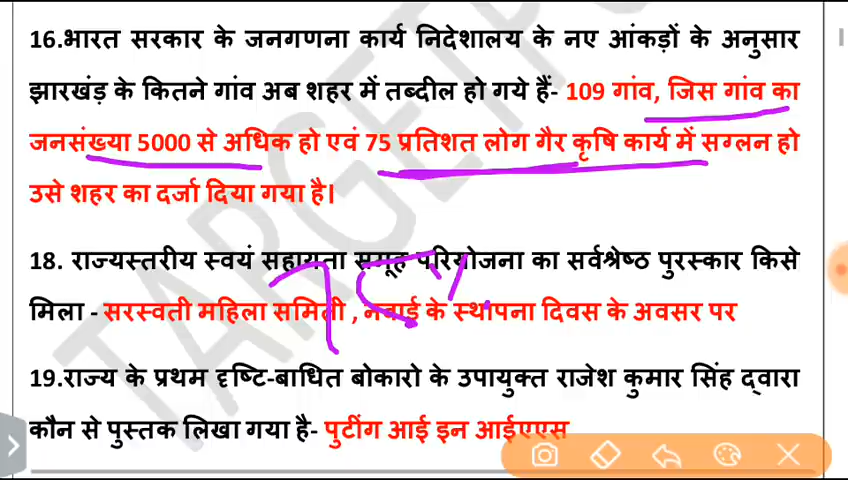 16.भारत सरकार के जनगणना कार्य निदेशालय के नए आंकड़ों के अनुसार
झारखंड के कितने गांव अब शहर में तब्दील हो गये हैं- 109 गांव, जिस गांव का
जनसंख्या 5000 से अधिक हो एवं 75 प्रतिशत लोग गैर कृषि कार्य में सग्लन हो
उसे शहर का दर्जा दिया गया है।
18. राज्यस्तरीय स्वयं सहायता समूह परियोजना का सर्वश्रेष्ठ पुरस्कार किसे
मिला - सरस्वती महिला समिती , नवाई के स्थापना दिवस के अवसर पर
19.राज्य के प्रथम दृष्टि-बाधित बोकारो के उपायुक्त राजेश कुमार सिंह द्वारा
कौन से पुस्तक लिखा गया है- पुटींग आई इन आईएएस